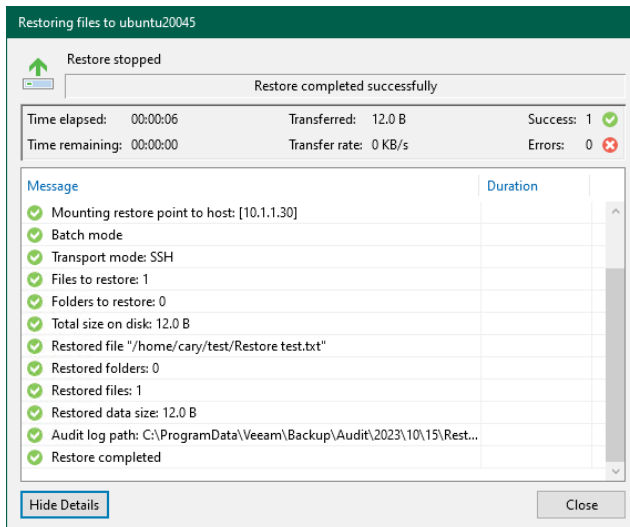 Restoring files to ubuntu20045
Restore stopped
Restore completed successfully
Time elapsed: 00:00:06 Transferred: 12.0 B Success: 1
Time remaining: 00:00:00 Transfer rate: 0 KB/s Errors: 0
Message Duration
Mounting restore point to host: [10.1.1.30]
Batch mode
Transport mode: SSH
Files to restore: 1
Folders to restore: 0
Total size on disk: 12.0 B
Restored file "/home/cary/test/Restore test.txt"
Restored folders: 0
Restored files: 1
Restored data size: 12.0 B
Audit log path: C:\ProgramData\Veeam\Backup\Audit\2023\10\15\Rest...
Restore completed
Hide Details Close